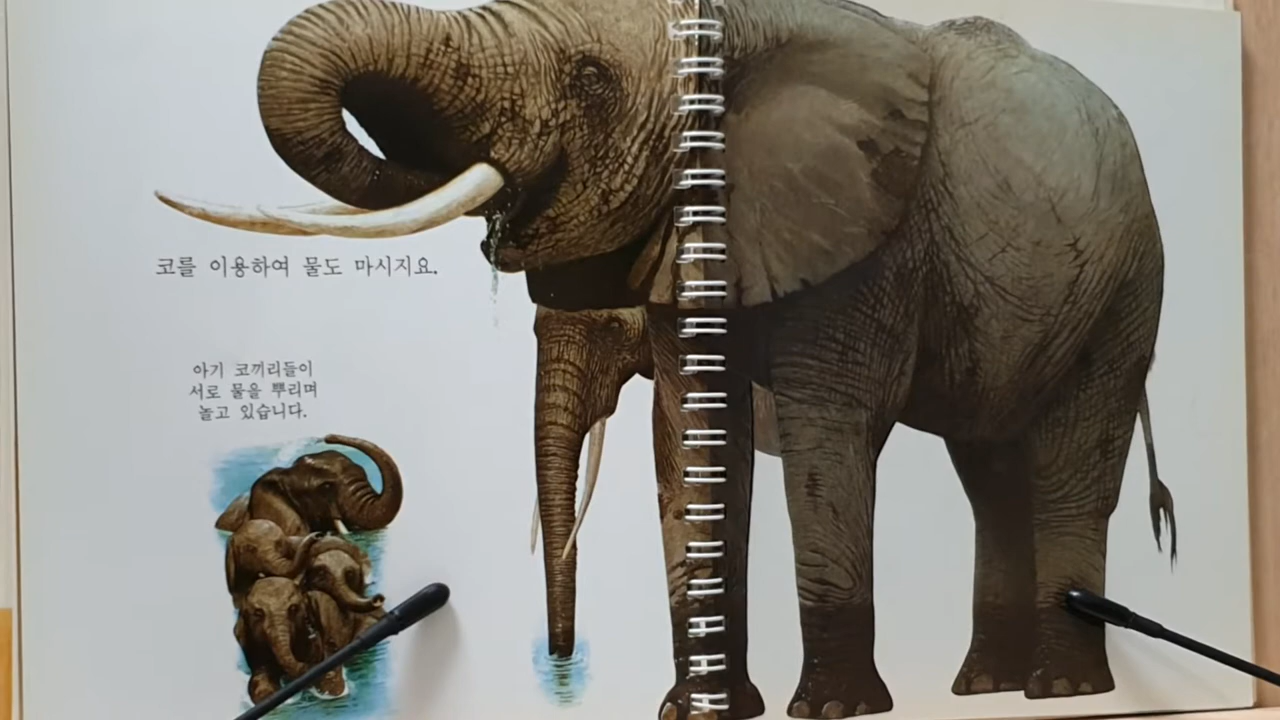 코를 이용하여 물도 마시지요.
아기 코끼리들이
서로 물을 뿌리며
놀고 있습니다.